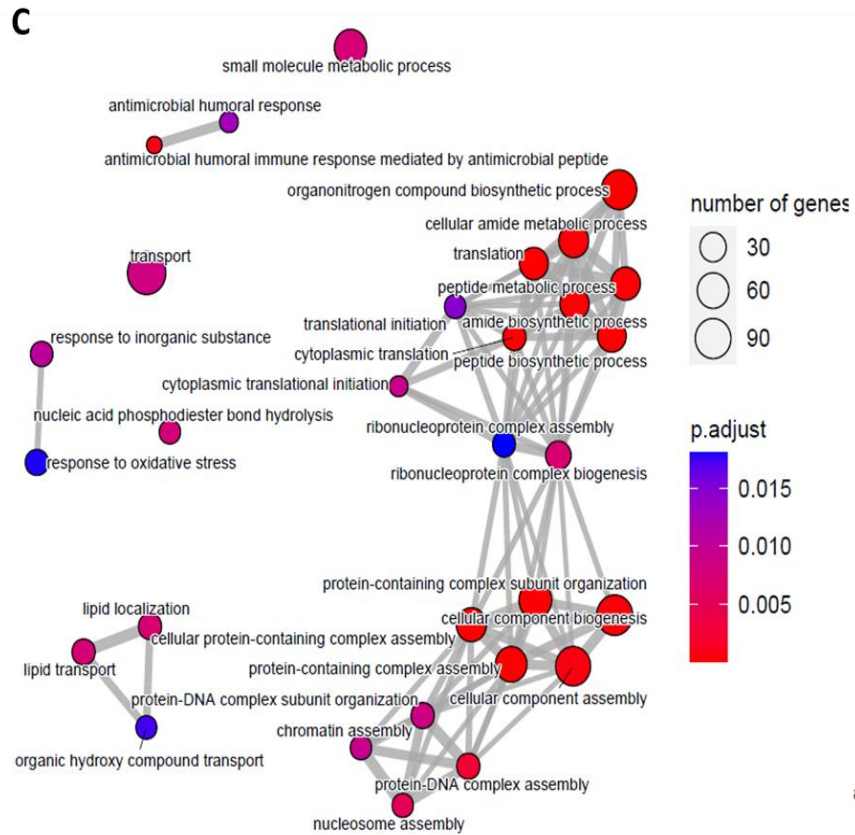 C
small molecule metabolic process
antimicrobial humoral response
antimicrobial humoral immune response mediated by antimicrobial peptide
organonitrogen compound biosynthetic process
cellular amide metabolic process
translation
transport
peptide metabolic process
translational initiation
amide biosynthetic process
response to inorganic substance
cytoplasmic translation
peptide biosynthetic process
cytoplasmic translational initiation
nucleic acid phosphodiester bond hydrolysis
ribonucleoprotein complex assembly
response to oxidative stress
ribonucleoprotein complex biogenesis
protein-containing complex subunit organization
lipid localization
cellular component biogenesis
cellular protein-containing complex assembly
lipid transport
protein-containing complex assembly
protein-DNA complex subunit organization
cellular component assembly
chromatin assembly
organic hydroxy compound transport
protein-DNA complex assembly
nucleosome assembly
number of genes
30
60
90
p.adjust
0.015
0.010
0.005